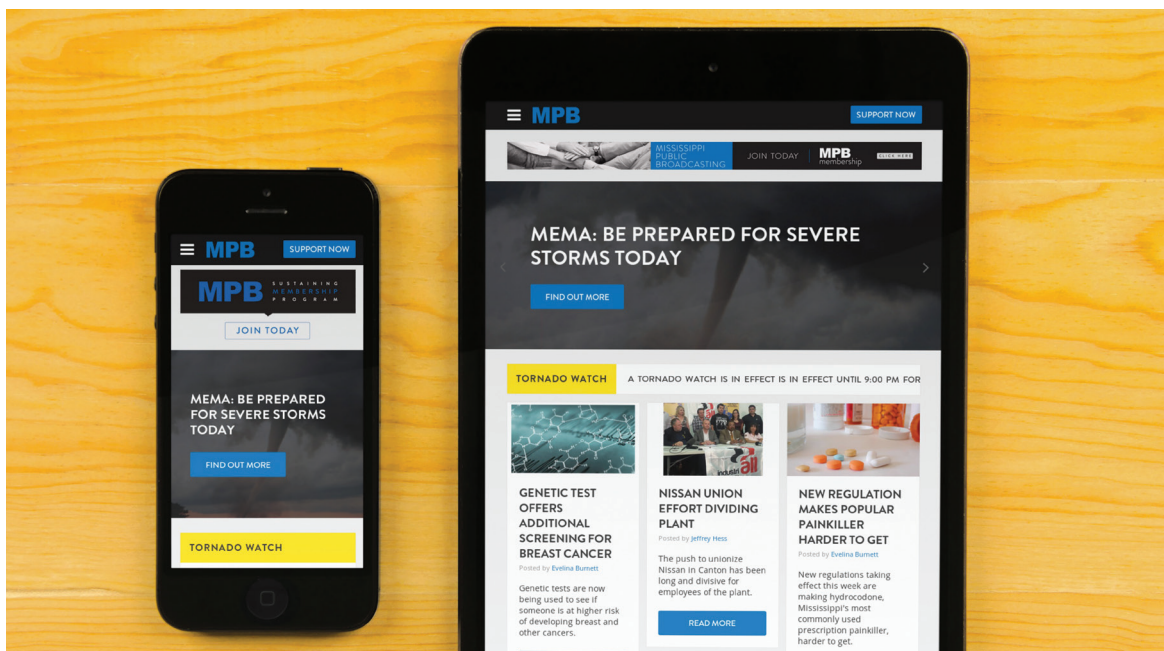 MPB
SUPPORT NOW
MPB
SUSTAINING
MEMBERSHIP
PROGRAM
JOIN TODAY
MEMA: BE PREPARED
FOR SEVERE STORMS
TODAY
FIND OUT MORE
TORNADO WATCH
MPB
SUPPORT NOW
MISSISSIPPI
PUBLIC
BROADCASTING
JOIN TODAY
MPB
membership
CLICK HERE
MEMA: BE PREPARED FOR SEVERE
STORMS TODAY
FIND OUT MORE
TORNADO WATCH
A TORNADO WATCH IS IN EFFECT IS IN EFFECT UNTIL 9:00 PM FOR
GENETIC TEST
OFFERS
ADDITIONAL
SCREENING FOR
BREAST CANCER
Posted by Evelina Burnett
Genetic tests are now
being used to see if
someone is at higher risk
of developing breast and
other cancers.
industri
all
NISSAN UNION
EFFORT DIVIDING
PLANT
Posted by Jeffrey Hess
The push to unionize
Nissan in Canton has been
long and divisive for
employees of the plant.
READ MORE
NEW REGULATION
MAKES POPULAR
PAINKILLER
HARDER TO GET
Posted by Evelina Burnett
New regulations taking
effect this week are
making hydrocodone,
Mississippi's most
commonly used
prescription painkiller,
harder to get.